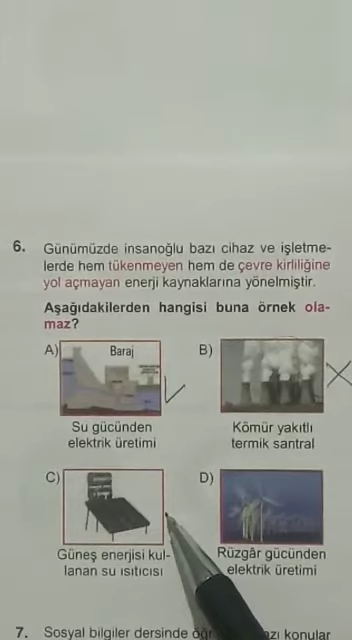 6. Günümüzde insanoğlu bazı cihaz ve işletme-
lerde hem tükenmeyen hem de çevre kirliliğine
yol açmayan enerji kaynaklarına yönelmiştir.
Aşağıdakilerden hangisi buna örnek ola-
maz?
A) Baraj
B)
Su gücünden
elektrik üretimi
Kömür yakıtlı
termik santral
C)
D)
Güneş enerjisi kul-
lanan su ısıtıcısı
Rüzgâr gücünden
elektrik üretimi
7. Sosyal bilgiler dersinde konular